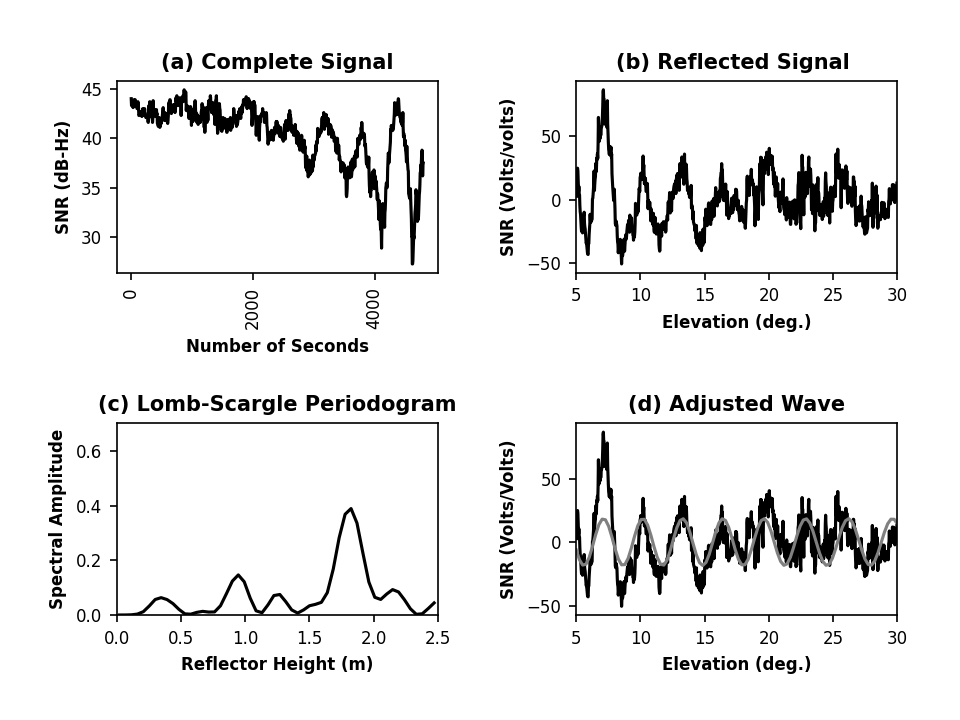 (a) Complete Signal
SNR (dB-Hz)
45
40
35
30
0
2000
4000
Number of Seconds
(b) Reflected Signal
SNR (Volts/volts)
50
0
−50
5 10 15 20 25 30
Elevation (deg.)
(c) Lomb-Scargle Periodogram
Spectral Amplitude
0.6
0.4
0.2
0.0
0.0 0.5 1.0 1.5 2.0 2.5
Reflector Height (m)
(d) Adjusted Wave
SNR (Volts/Volts)
50
0
−50
5 10 15 20 25 30
Elevation (deg.)